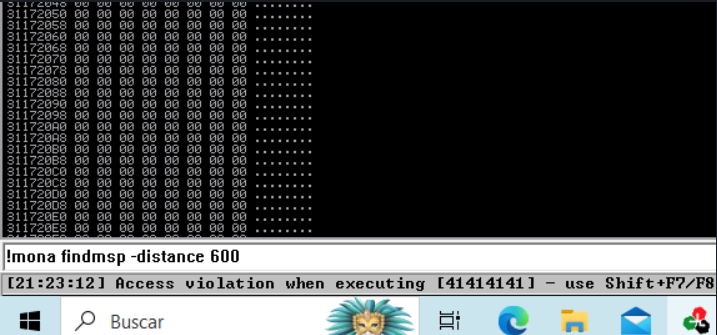 31172048 00 00 00 00 00 00 00 00 ........
31172050 00 00 00 00 00 00 00 00 ........
31172058 00 00 00 00 00 00 00 00 ........
31172060 00 00 00 00 00 00 00 00 ........
31172068 00 00 00 00 00 00 00 00 ........
31172070 00 00 00 00 00 00 00 00 ........
31172078 00 00 00 00 00 00 00 00 ........
31172080 00 00 00 00 00 00 00 00 ........
31172088 00 00 00 00 00 00 00 00 ........
31172090 00 00 00 00 00 00 00 00 ........
31172098 00 00 00 00 00 00 00 00 ........
311720A0 00 00 00 00 00 00 00 00 ........
311720A8 00 00 00 00 00 00 00 00 ........
311720B0 00 00 00 00 00 00 00 00 ........
311720B8 00 00 00 00 00 00 00 00 ........
311720C0 00 00 00 00 00 00 00 00 ........
311720C8 00 00 00 00 00 00 00 00 ........
311720D0 00 00 00 00 00 00 00 00 ........
311720D8 00 00 00 00 00 00 00 00 ........
311720E0 00 00 00 00 00 00 00 00 ........
311720E8 00 00 00 00 00 00 00 00 ........
!mona findmsp -distance 600
[21:23:12] Access violation when executing [41414141] - use Shift+F7/F8
Buscar